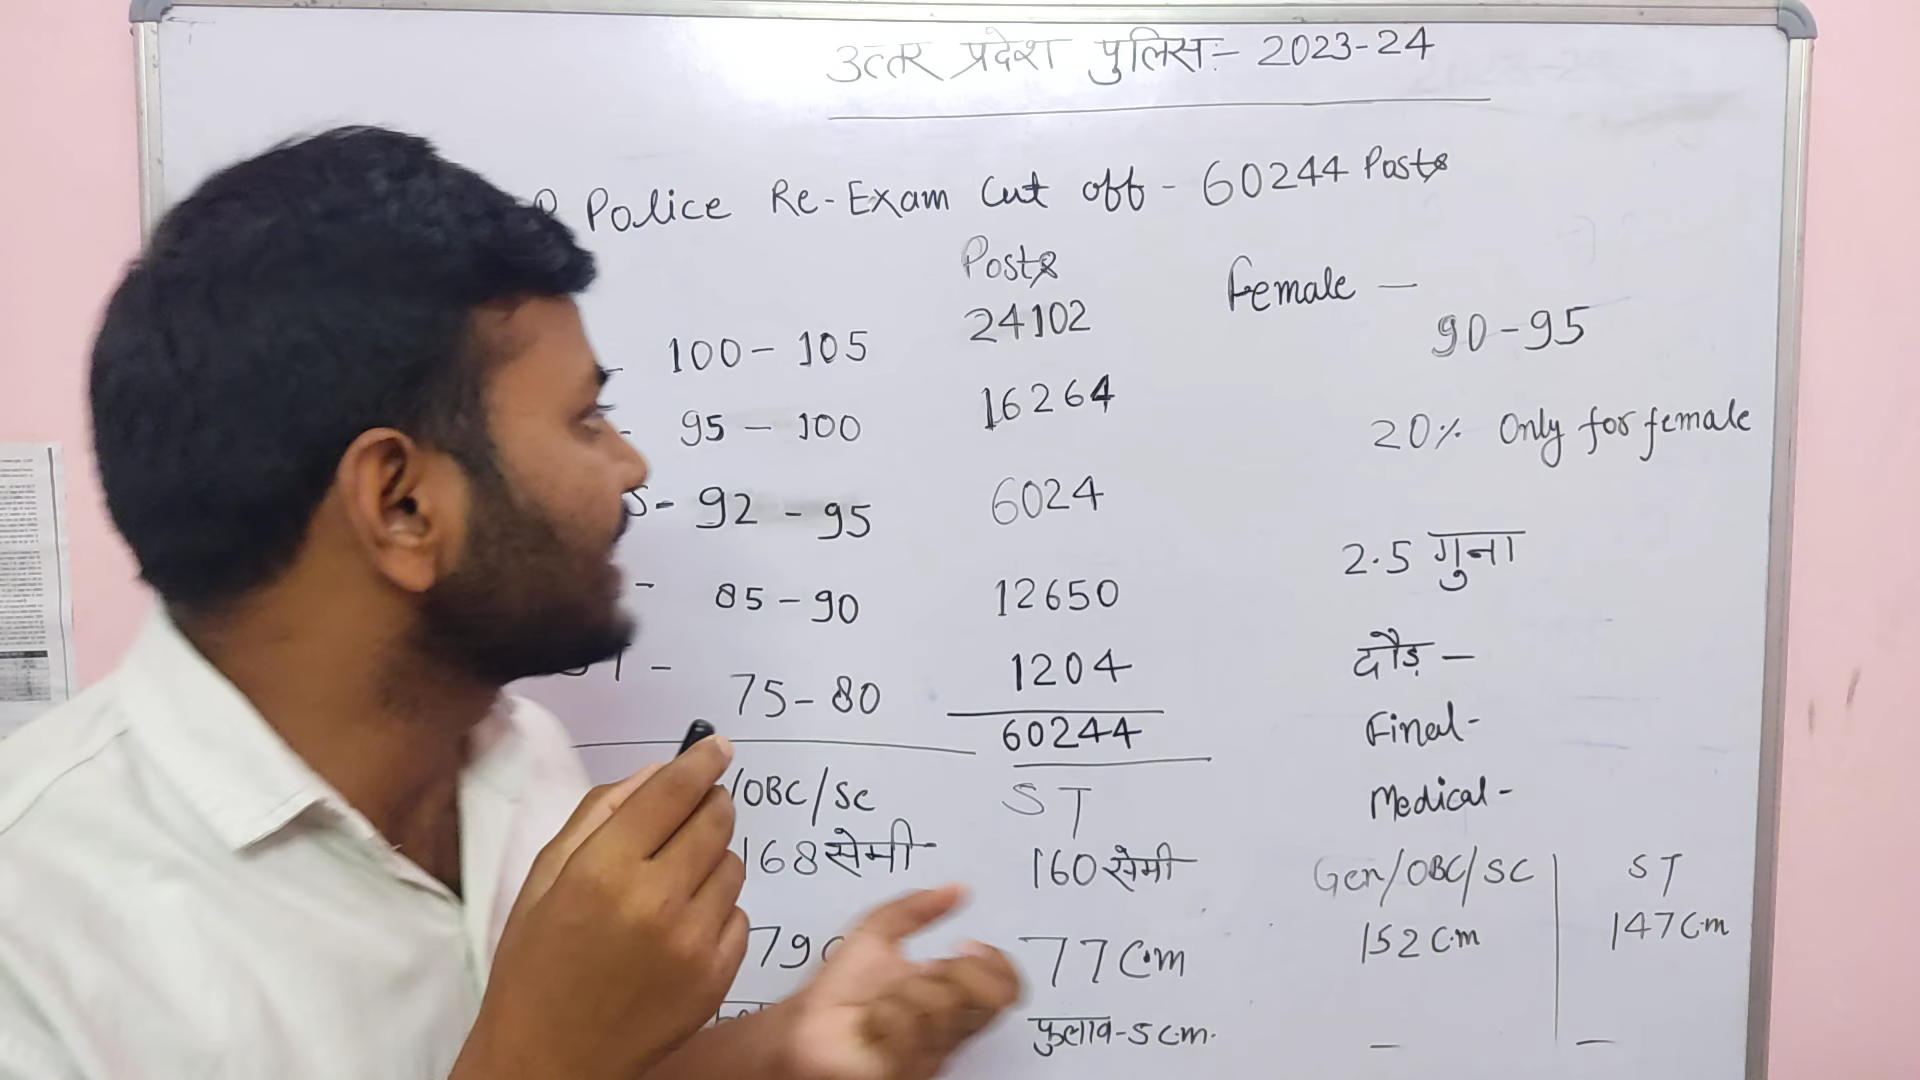 उत्तर प्रदेश पुलिस:- 2023-24
P Police Re-Exam Cut off - 60244 Posts
Posts
- 100 - 105 24102
- 95 - 100 16264
S- 92 - 95 6024
- 85 - 90 12650
ST - 75 - 80 1204
60244
Female -
90-95
20% Only for female
2.5 गुना
दौड़ -
Final-
Medical-
/OBC/SC ST
168 सेमी 160 सेमी
79 77 Cm
फुलाव-5 cm.
Gen/OBC/SC ST
152 cm 147 Cm
- -